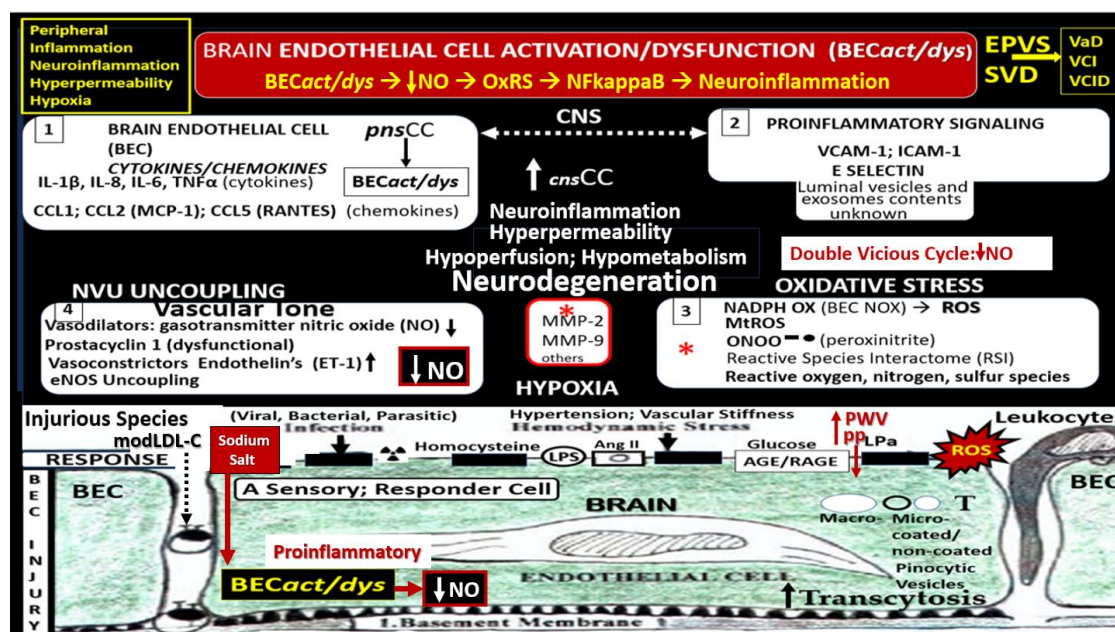 Peripheral
Inflammation
Neuroinflammation
Hyperpermeability
Hypoxia
BRAIN ENDOTHELIAL CELL ACTIVATION/DYSFUNCTION (BECact/dys)
BECact/dys → ↓NO → OxRS → NFkappaB → Neuroinflammation
EPVS
SVD
VaD
VCI
VCID
1
BRAIN ENDOTHELIAL CELL
(BEC)
CYTOKINES/CHEMOKINES
IL-1β, IL-8, IL-6, TNFα (cytokines)
CCL1; CCL2 (MCP-1); CCL5 (RANTES) (chemokines)
pnsCC
BECact/dys
CNS
↑ cnsCC
Neuroinflammation
Hyperpermeability
Hypoperfusion; Hypometabolism
Neurodegeneration
2
PROINFLAMMATORY SIGNALING
VCAM-1; ICAM-1
E SELECTIN
Luminal vesicles and
exosomes contents
unknown
Double Vicious Cycle:↓NO
NVU UNCOUPLING
4
Vascular Tone
Vasodilators: gasotransmitter nitric oxide (NO) ↓
Prostacyclin 1 (dysfunctional)
Vasoconstrictors Endothelin's (ET-1) ↑
eNOS Uncoupling
↓NO
*
MMP-2
MMP-9
others
HYPOXIA
OXIDATIVE STRESS
3
NADPH OX (BEC NOX) → ROS
MtROS
* ONOO – • (peroxinitrite)
Reactive Species Interactome (RSI)
Reactive oxygen, nitrogen, sulfur species
Injurious Species
modLDL-C
Sodium
Salt
(Viral, Bacterial, Parasitic)
Infection
Homocysteine
LPS
Ang II
Hypertension; Vascular Stiffness
Hemodynamic Stress
Glucose
AGE/RAGE
↑PWV
pp
LPa
ROS
Leukocyte
RESPONSE
BEC INJURY
BEC
A Sensory; Responder Cell
BRAIN
BEC
Macro- Micro-
coated/
non-coated
Pinocytic
Vesicles
T
Proinflammatory
BECact/dys
↓NO
ENDOTHELIAL CELL
↑Transcytosis
1.Basement Membrane